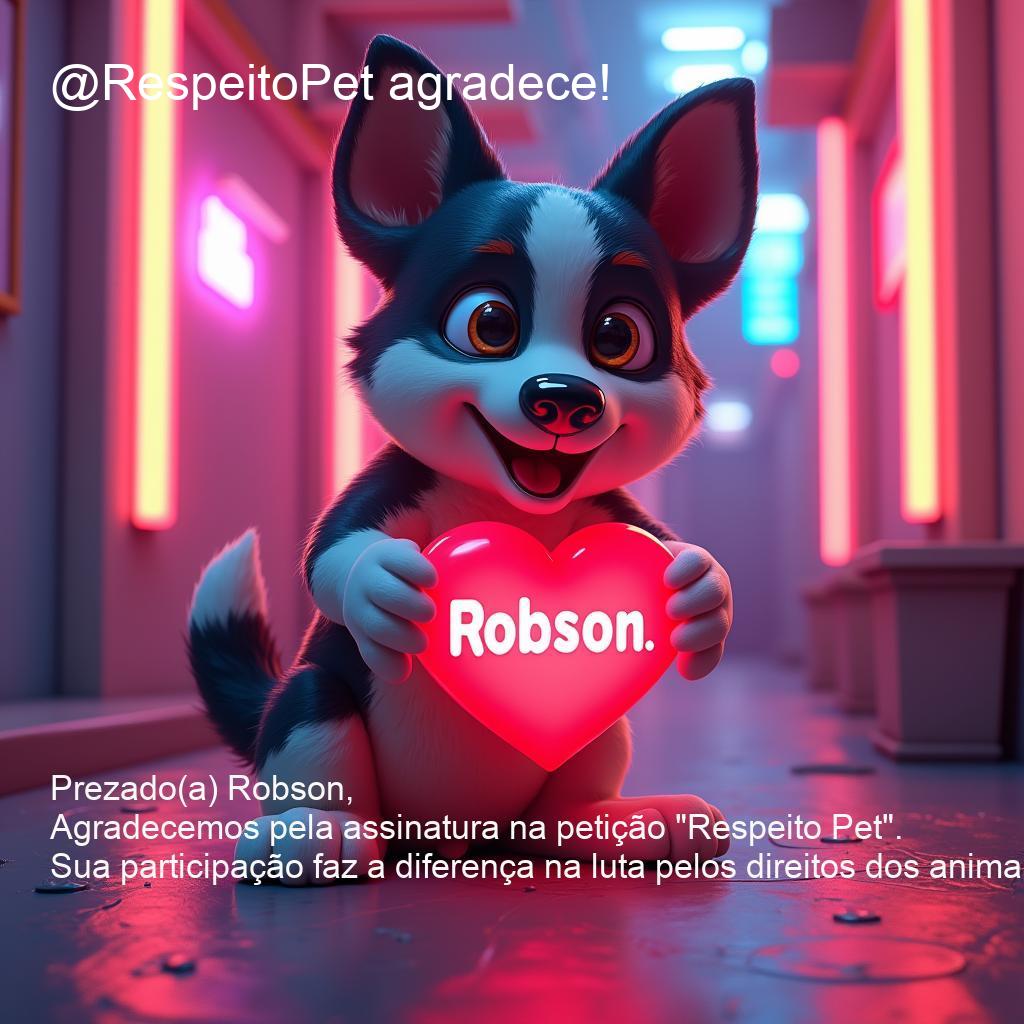 @RespeitoPet agradece!
Robson.
Prezado(a) Robson,
Agradecemos pela assinatura na petição "Respeito Pet".
Sua participação faz a diferença na luta pelos direitos dos anima